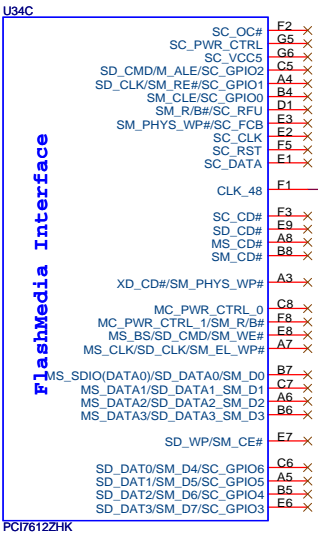 U34C
SC_OC# F2
SC_PWR_CTRL G5
SC_VCC5 G6
SD_CMD/M_ALE/SC_GPIO2 C5
SD_CLK/SM_RE#/SC_GPIO1 A4
SM_CLE/SC_GPIO0 B4
SM_R/B#/SC_RFU D1
SM_PHYS_WP#/SC_FCB E3
SC_CLK E2
SC_RST F5
SC_DATA E1
CLK_48 F1
SC_CD# F3
SD_CD# E9
MS_CD# A8
SM_CD# B8
XD_CD#/SM_PHYS_WP# A3
MC_PWR_CTRL_0 C8
MC_PWR_CTRL_1/SM_R/B# F8
MS_BS/SD_CMD/SM_WE# E8
MS_CLK/SD_CLK/SM_EL_WP# A7
MS_SDIO(DATA0)/SD_DATA0/SM_D0 B7
MS_DATA1/SD_DATA1_SM_D1 C7
MS_DATA2/SD_DATA2_SM_D2 A6
MS_DATA3/SD_DATA3_SM_D3 B6
SD_WP/SM_CE# E7
SD_DAT0/SM_D4/SC_GPIO6 C6
SD_DAT1/SM_D5/SC_GPIO5 A5
SD_DAT2/SM_D6/SC_GPIO4 B5
SD_DAT3/SM_D7/SC_GPIO3 E6
FlashMedia Interface
PCI7612ZHK